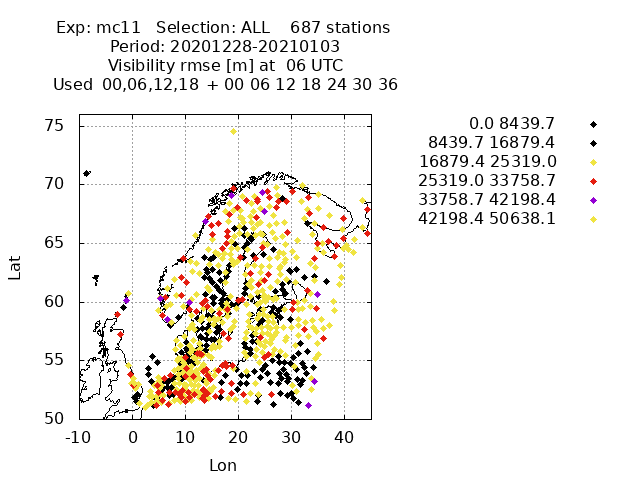 Exp: mc11 Selection: ALL 687 stations
Period: 20201228-20210103
Visibility rmse [m] at 06 UTC
Used 00,06,12,18 + 00 06 12 18 24 30 36
0.0 8439.7
8439.7 16879.4
16879.4 25319.0
25319.0 33758.7
33758.7 42198.4
42198.4 50638.1
75
70
65
60
55
50
Lat
-10 0 10 20 30 40
Lon